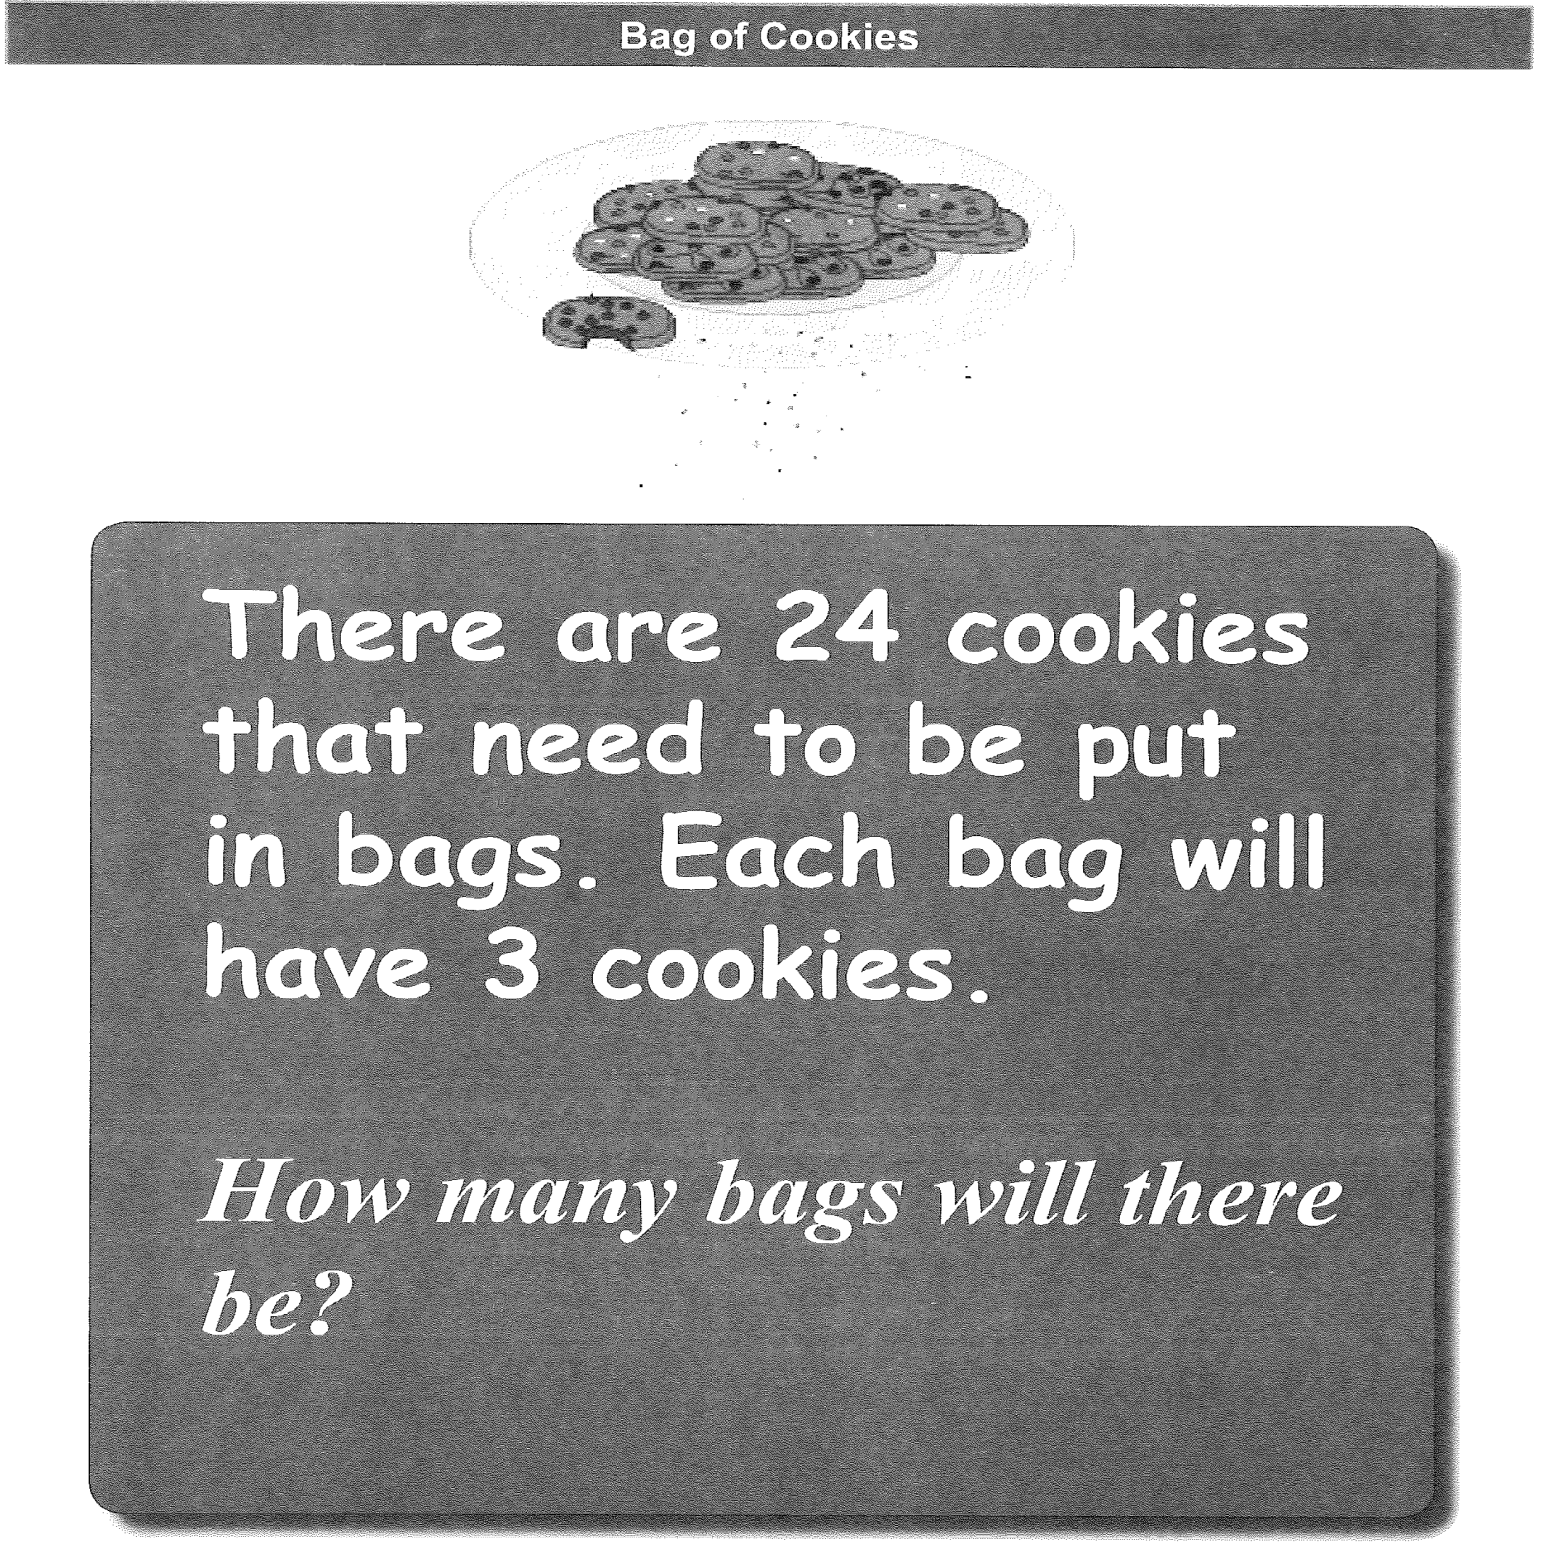 Bag of Cookies
There are 24 cookies
that need to be put
in bags. Each bag will
have 3 cookies.
How many bags will there
be?